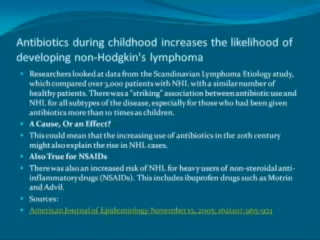 Antibiotics during childhood increases the likelihood of
developing non-Hodgkin's lymphoma
Researchers looked at data from the Scandinavian Lymphoma Etiology study,
which compared over 3,000 patients with NHL with a similar number of
healthy patients. There was a "striking" association between antibiotic use and
NHL for all subtypes of the disease, especially for those who had been given
antibiotics more than 10 times as children.
A Cause, Or an Effect?
This could mean that the increasing use of antibiotics in the 20th century
might also explain the rise in NHL cases.
Also True for NSAIDs
There was also an increased risk of NHL for heavy users of non-steroidal anti-
inflammatory drugs (NSAIDs). This includes ibuprofen drugs such as Motrin
and Advil.
Sources:
American Journal of Epidemiology November 15, 2005; 162(10): 965-974